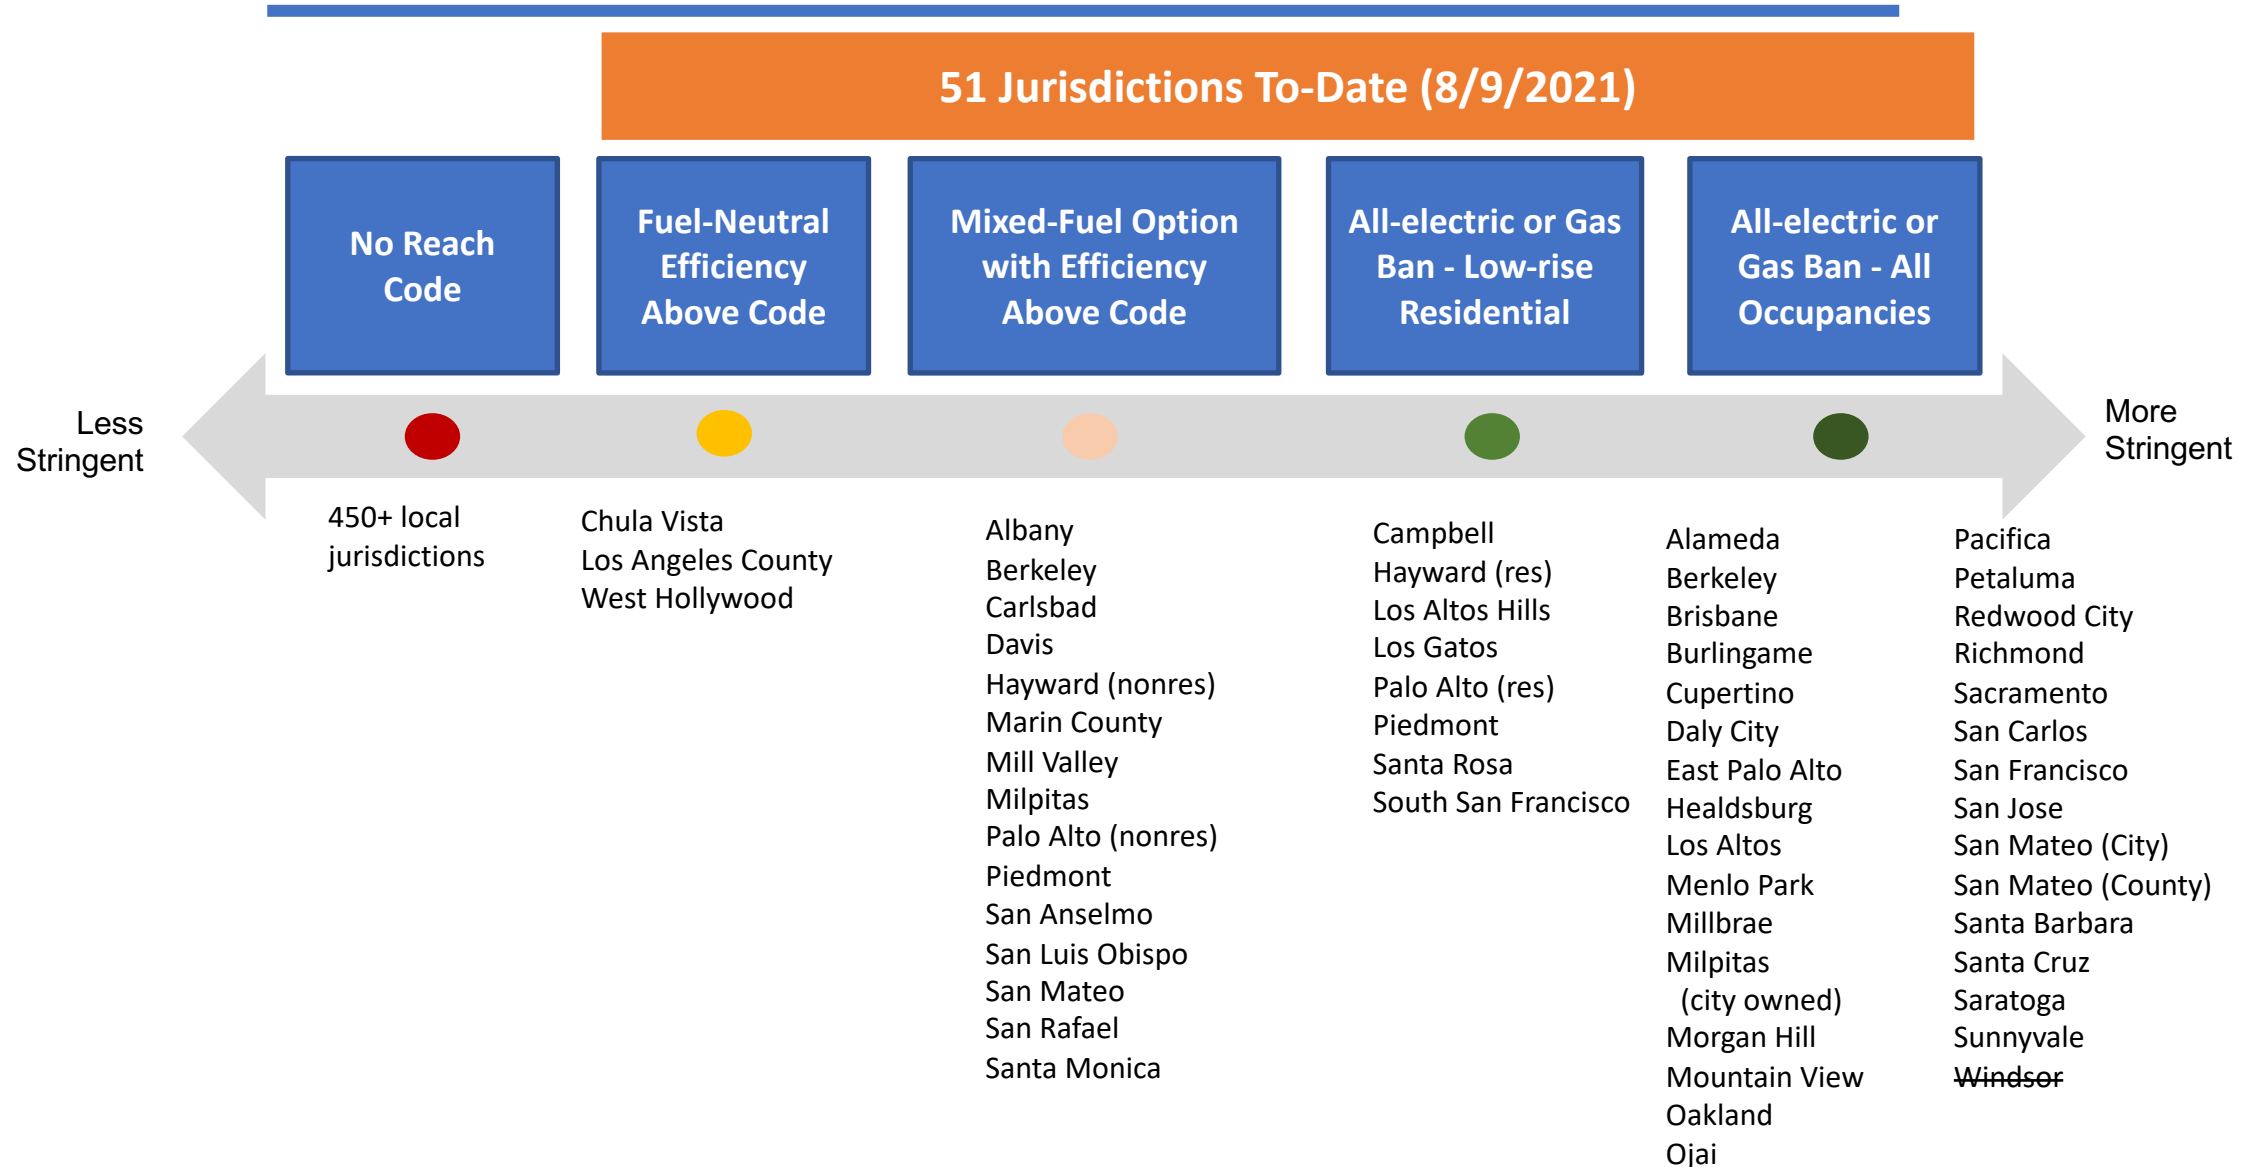 51 Jurisdictions To-Date (8/9/2021)
No Reach
Code
Fuel-Neutral
Efficiency
Above Code
Mixed-Fuel Option
with Efficiency
Above Code
All-electric or Gas
Ban - Low-rise
Residential
All-electric or
Gas Ban - All
Occupancies
Less
Stringent
More
Stringent
450+ local
jurisdictions
Chula Vista
Los Angeles County
West Hollywood
Albany
Berkeley
Carlsbad
Davis
Hayward (nonres)
Marin County
Mill Valley
Milpitas
Palo Alto (nonres)
Piedmont
San Anselmo
San Luis Obispo
San Mateo
San Rafael
Santa Monica
Campbell
Hayward (res)
Los Altos Hills
Los Gatos
Palo Alto (res)
Piedmont
Santa Rosa
South San Francisco
Alameda
Berkeley
Brisbane
Burlingame
Cupertino
Daly City
East Palo Alto
Healdsburg
Los Altos
Menlo Park
Millbrae
Milpitas
(city owned)
Morgan Hill
Mountain View
Oakland
Ojai
Pacifica
Petaluma
Redwood City
Richmond
Sacramento
San Carlos
San Francisco
San Jose
San Mateo (City)
San Mateo (County)
Santa Barbara
Santa Cruz
Saratoga
Sunnyvale
Windsor